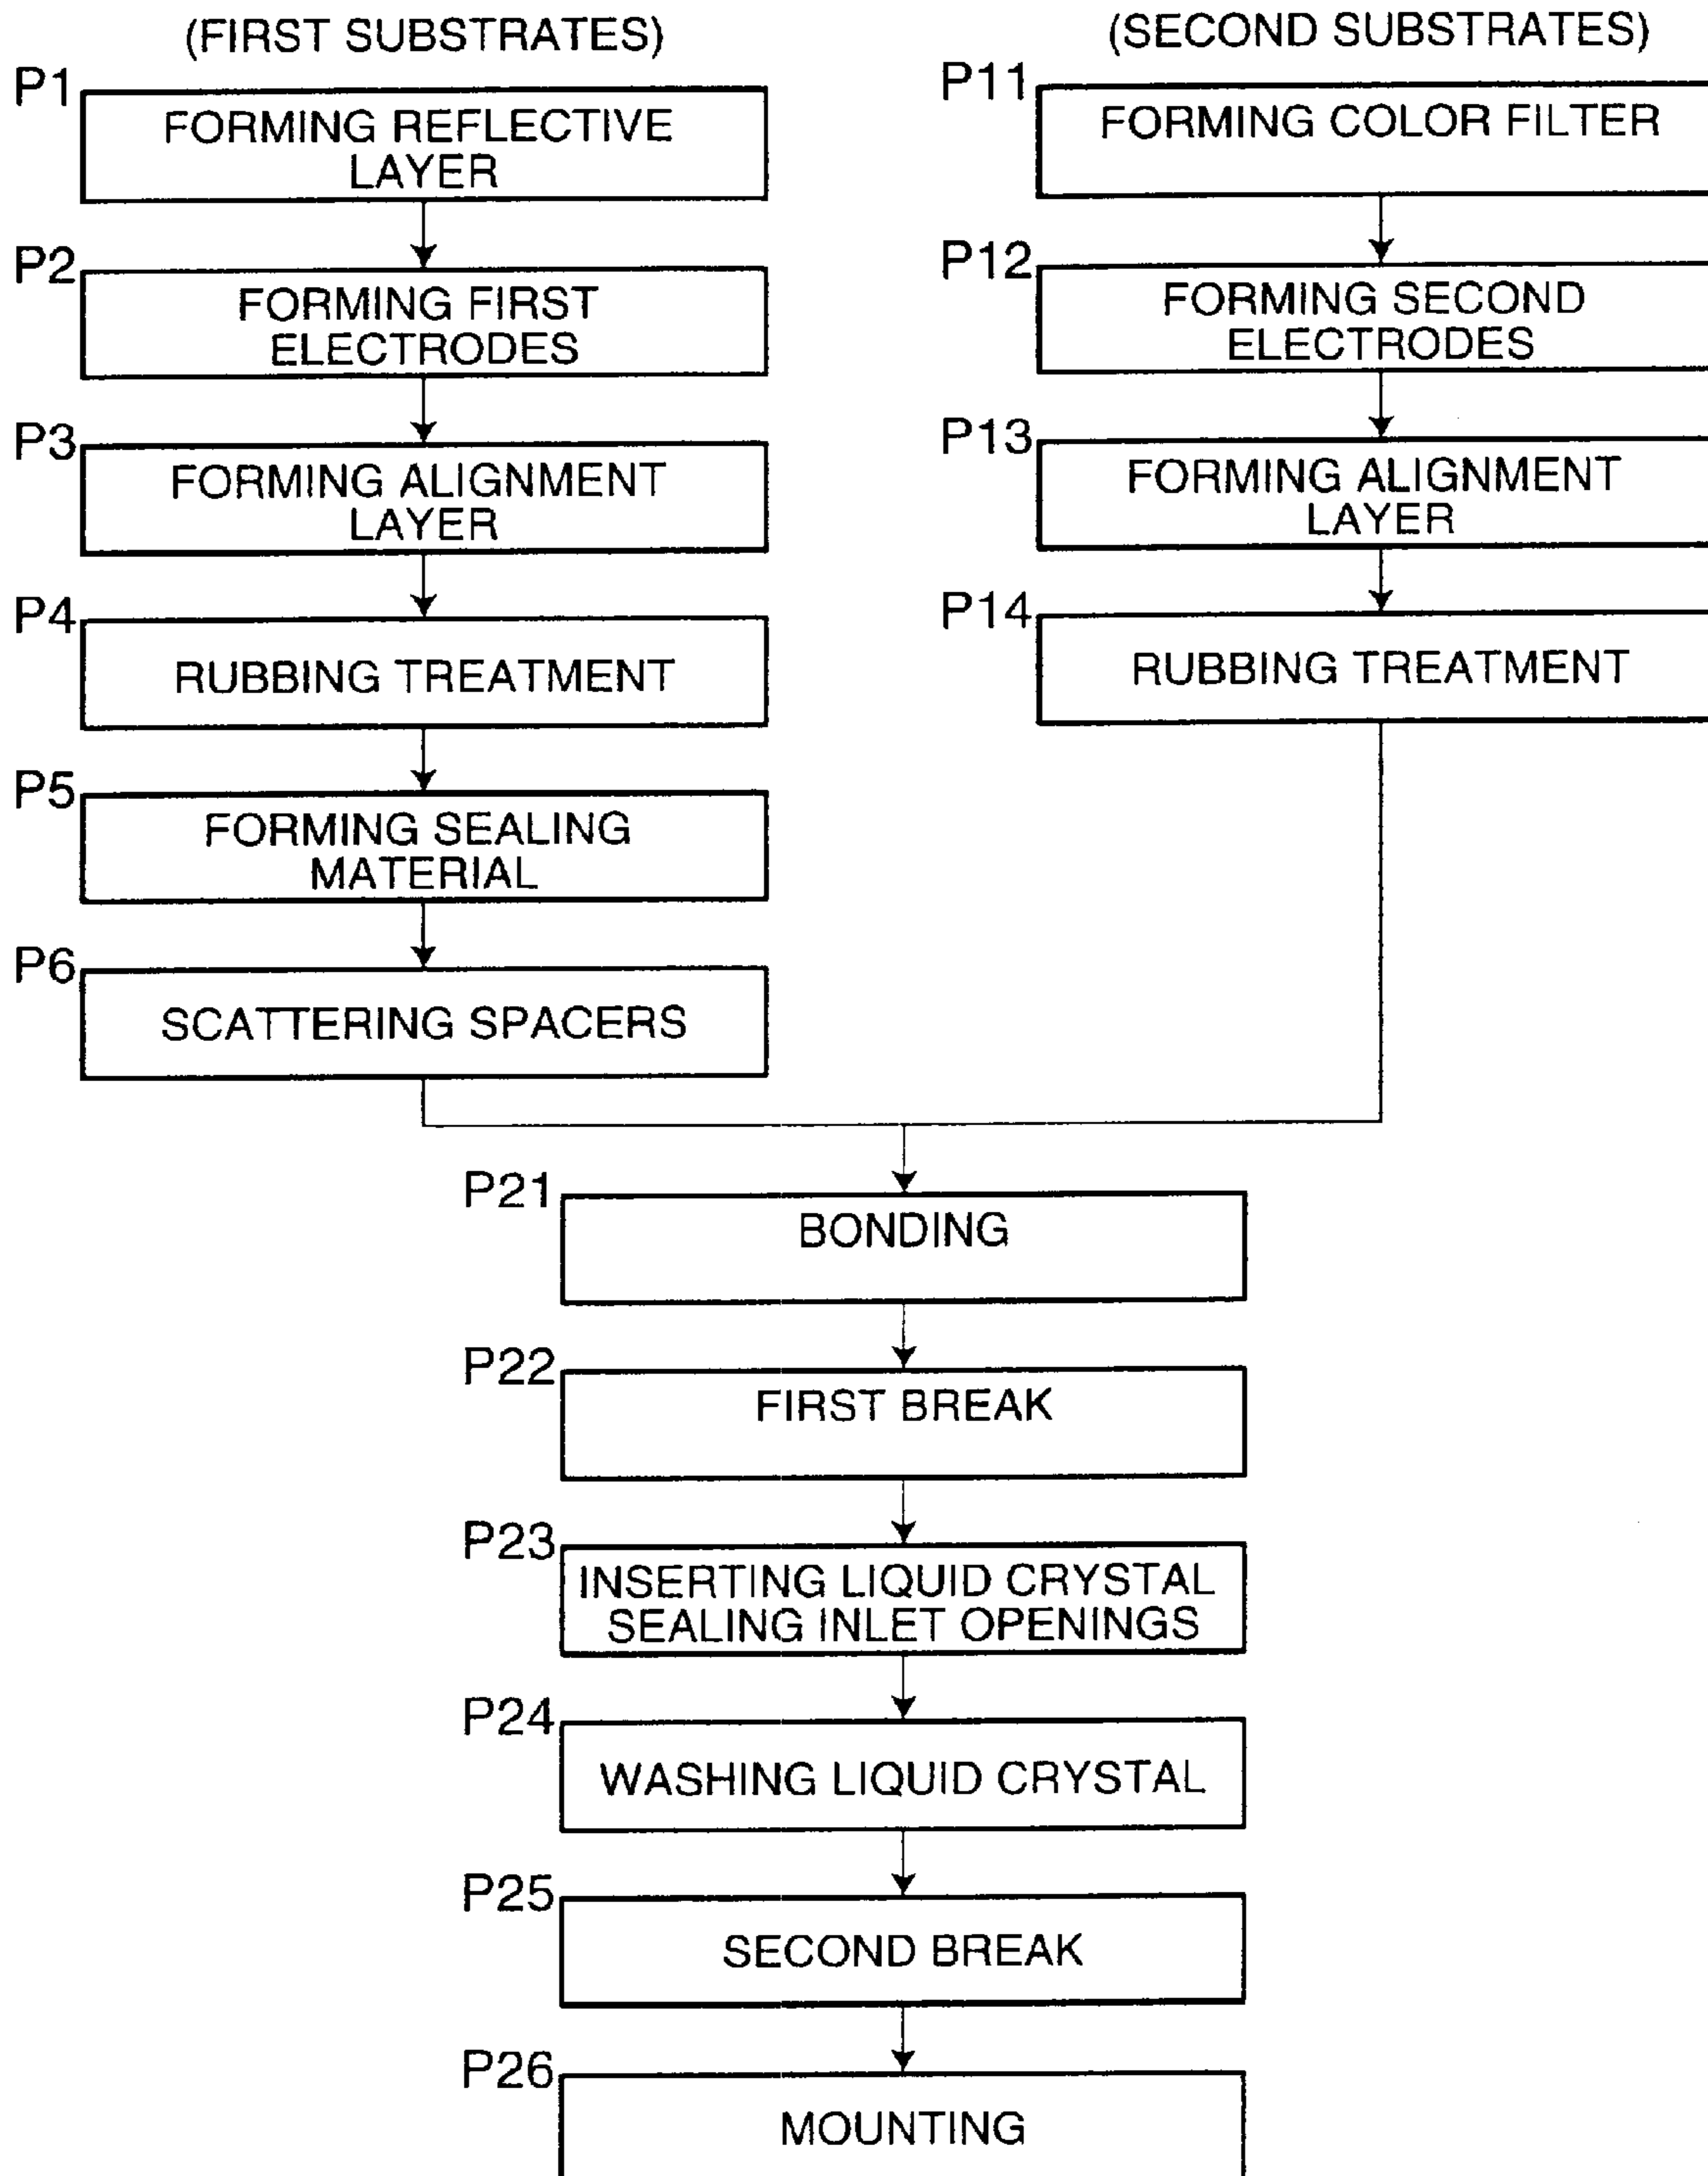 (FIRST SUBSTRATES)
P1
FORMING REFLECTIVE
LAYER
P2
FORMING FIRST
ELECTRODES
P3
FORMING ALIGNMENT
LAYER
P4
RUBBING TREATMENT
P5
FORMING SEALING
MATERIAL
P6
SCATTERING SPACERS
(SECOND SUBSTRATES)
P11
FORMING COLOR FILTER
P12
FORMING SECOND
ELECTRODES
P13
FORMING ALIGNMENT
LAYER
P14
RUBBING TREATMENT
P21
BONDING
P22
FIRST BREAK
P23
INSERTING LIQUID CRYSTAL
SEALING INLET OPENINGS
P24
WASHING LIQUID CRYSTAL
P25
SECOND BREAK
P26
MOUNTING